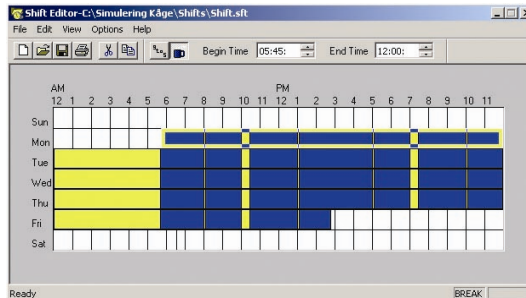 Shift Editor-C:\Simulering Kåge\Shifts\Shift.sft
File Edit View Options Help
Begin Time 05:45: End Time 12:00:
AM PM
12 1 2 3 4 5 6 7 8 9 10 11 12 1 2 3 4 5 6 7 8 9 10 11
Sun
Mon
Tue
Wed
Thu
Fri
Sat
Ready BREAK